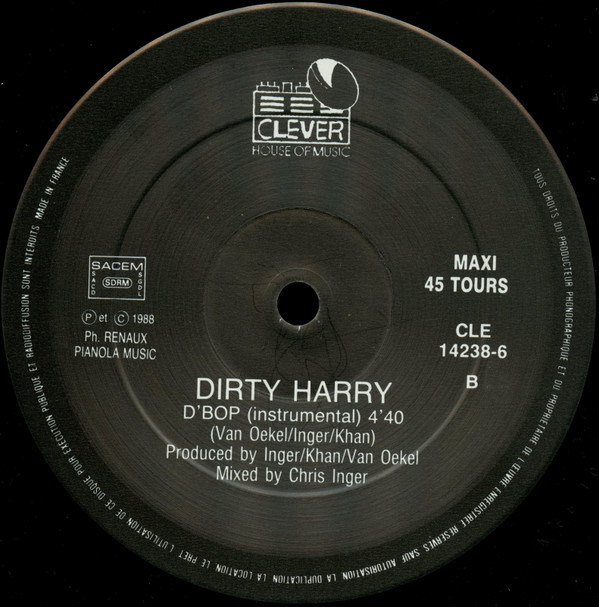 CLEVER
HOUSE OF MUSIC
SACEM
SACD
SDRM
SGDL
Ⓟ et Ⓒ 1988
Ph. RENAUX
PIANOLA MUSIC
MAXI
45 TOURS
CLE
14238-6
B
DIRTY HARRY
D'BOP (instrumental) 4'40
(Van Oekel/Inger/Khan)
Produced by Inger/Khan/Van Oekel
Mixed by Chris Inger
TOUS DROITS DU PRODUCTEUR PHONOGRAPHIQUE ET DU PROPRIETAIRE DE L'ŒUVRE ENREGISTREE RESERVES. SAUF AUTORISATION LA DUPLICATION, LA LOCATION, LE PRET, L'UTILISATION DE CE DISQUE POUR EXECUTION PUBLIQUE ET RADIODIFFUSION SONT INTERDITS. MADE IN FRANCE